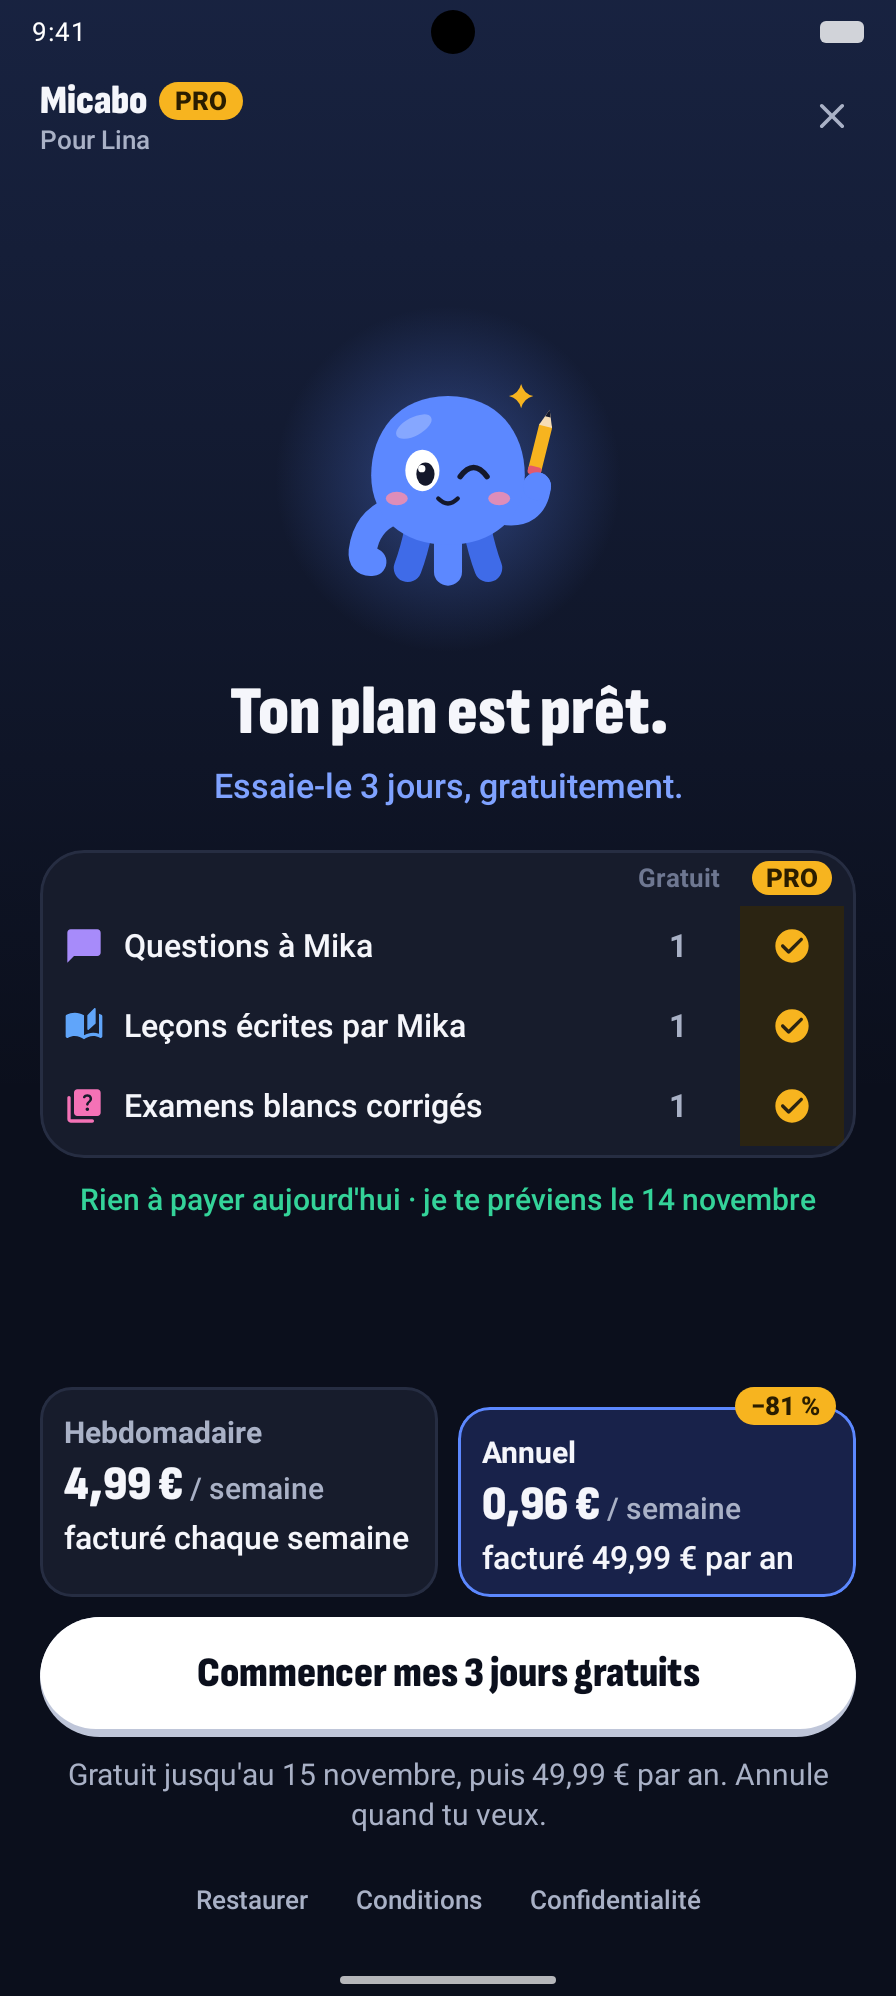 9:41
Micabo PRO
Pour Lina
Ton plan est prêt.
Essaie-le 3 jours, gratuitement.
Gratuit PRO
Questions à Mika 1
Leçons écrites par Mika 1
Examens blancs corrigés 1
Rien à payer aujourd'hui · je te préviens le 14 novembre
Hebdomadaire
4,99 € / semaine
facturé chaque semaine
−81 %
Annuel
0,96 € / semaine
facturé 49,99 € par an
Commencer mes 3 jours gratuits
Gratuit jusqu'au 15 novembre, puis 49,99 € par an. Annule
quand tu veux.
Restaurer Conditions Confidentialité